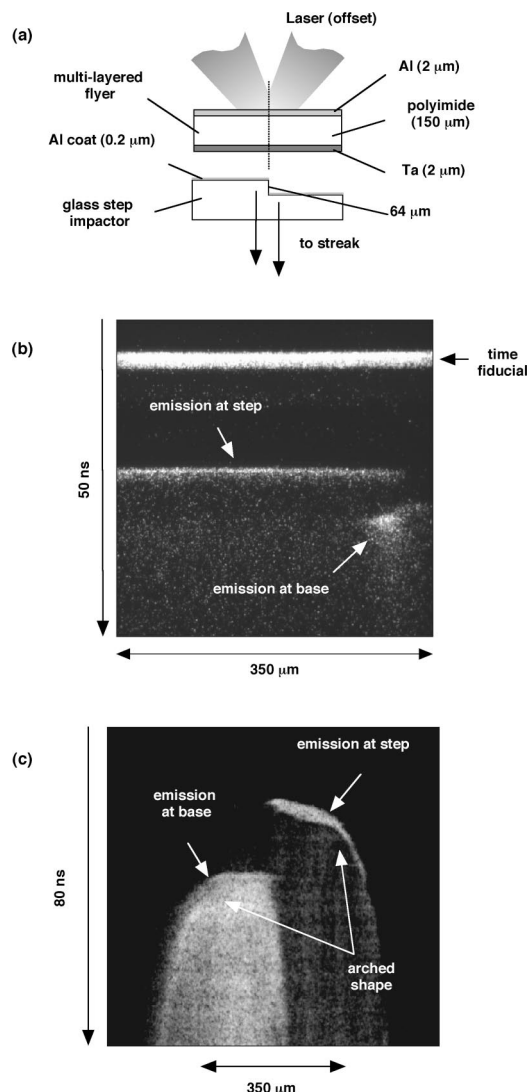 (a)
Laser (offset)
multi-layered
flyer
Al (2 μm)
polyimide
(150 μm)
Al coat (0.2 μm)
Ta (2 μm)
glass step
impactor
64 μm
to streak
(b)
time
fiducial
emission at step
50 ns
emission at base
350 μm
(c)
emission at step
emission
at base
80 ns
arched
shape
350 μm